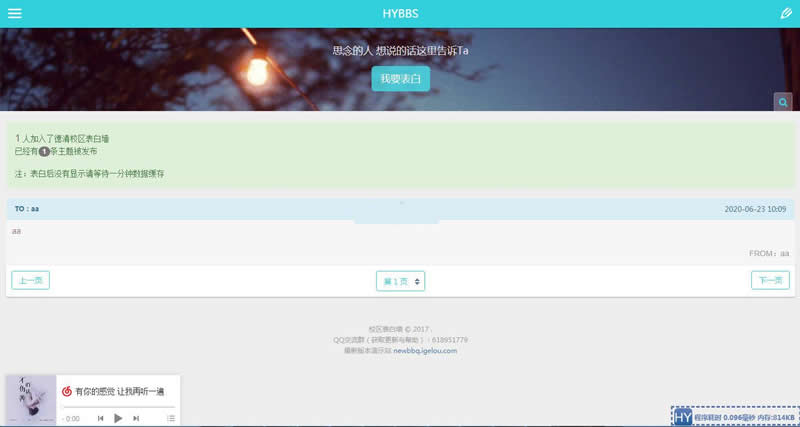 HYBBS
思念的人 想说的话这里告诉Ta
我要表白
1 人加入了德清校区表白墙
已经有1条主题被发布
注：表白后没有显示请等待一分钟数据缓存
TO：aa
2020-06-23 10:09
aa
FROM：aa
上一页
第 1 页
下一页
校区表白墙 © 2017 .
QQ交流群（获取更新与帮助）：618951779
最新版本演示站 newbbq.igelou.com
有你的感觉 让我再听一遍
- 0:00
HY 程序耗时 0.096毫秒 内存:814KB